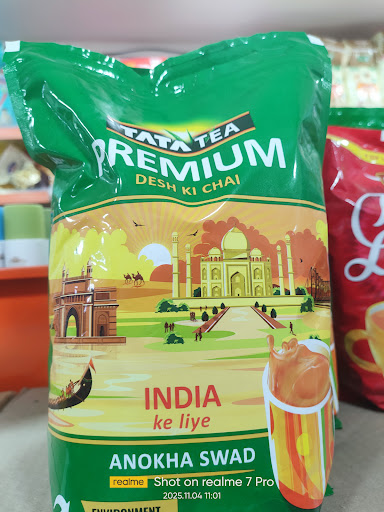 TATA TEA
PREMIUM
DESH KI CHAI
INDIA
ke liye
ANOKHA SWAD
realme Shot on realme 7 Pro
2025.11.04 11:01
ENVIRONMENT